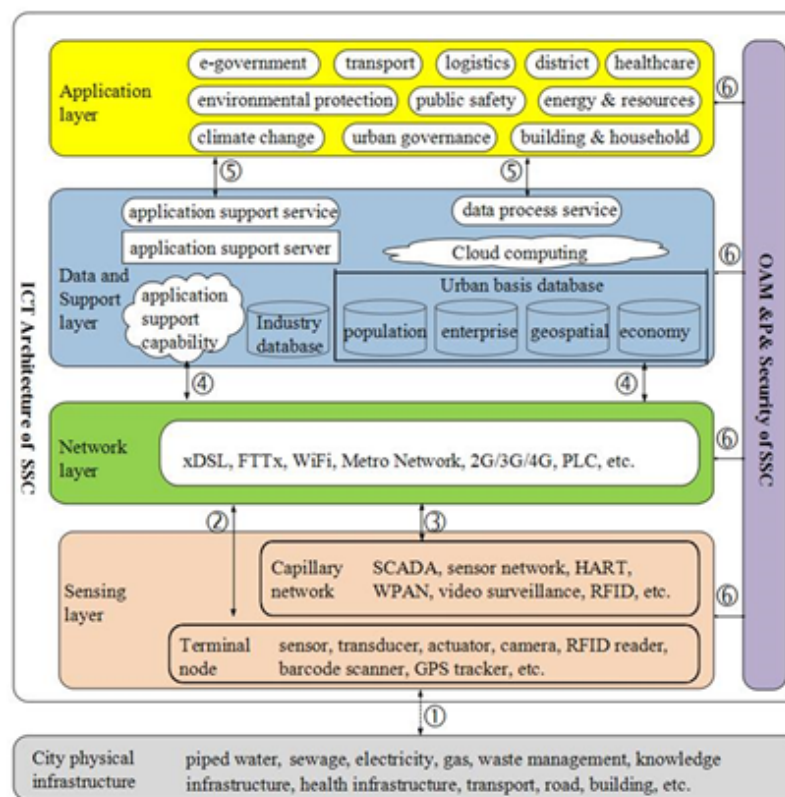 e-government transport logistics district healthcare
Application layer
environmental protection public safety energy & resources
climate change urban governance building & household
⑥
⑤ ⑤
application support service data process service
application support server Cloud computing
⑥
Data and Support layer
application support capability
Industry database
Urban basis database
population enterprise geospatial economy
④ ④
Network layer
xDSL, FTTx, WiFi, Metro Network, 2G/3G/4G, PLC, etc.
⑥
② ③
Sensing layer
Capillary network
SCADA, sensor network, HART,
WPAN, video surveillance, RFID, etc.
⑥
Terminal node
sensor, transducer, actuator, camera, RFID reader,
barcode scanner, GPS tracker, etc.
①
City physical infrastructure
piped water, sewage, electricity, gas, waste management, knowledge
infrastructure, health infrastructure, transport, road, building, etc.
ICT Architecture of SSC
OAM &P& Security of SSC